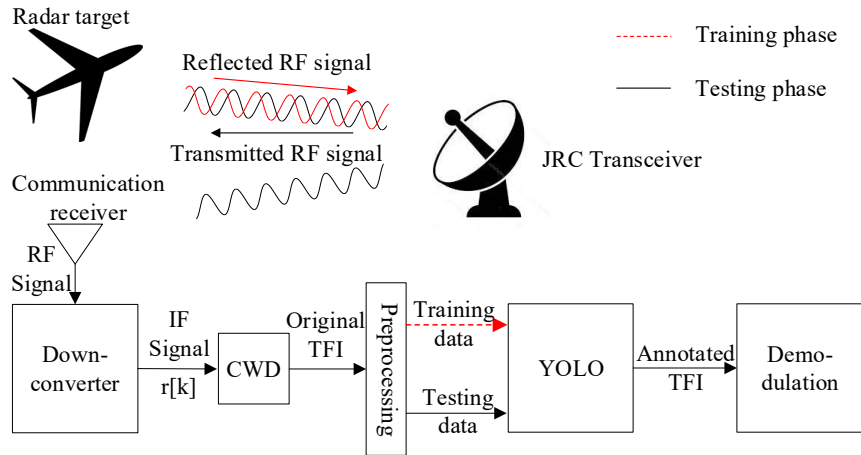 Radar target
Training phase
Reflected RF signal
Testing phase
Transmitted RF signal
JRC Transceiver
Communication
receiver
RF
Signal
Down-
converter
IF
Signal
r[k]
CWD
Original
TFI
Preprocessing
Training
data
Testing
data
YOLO
Annotated
TFI
Demo-
dulation